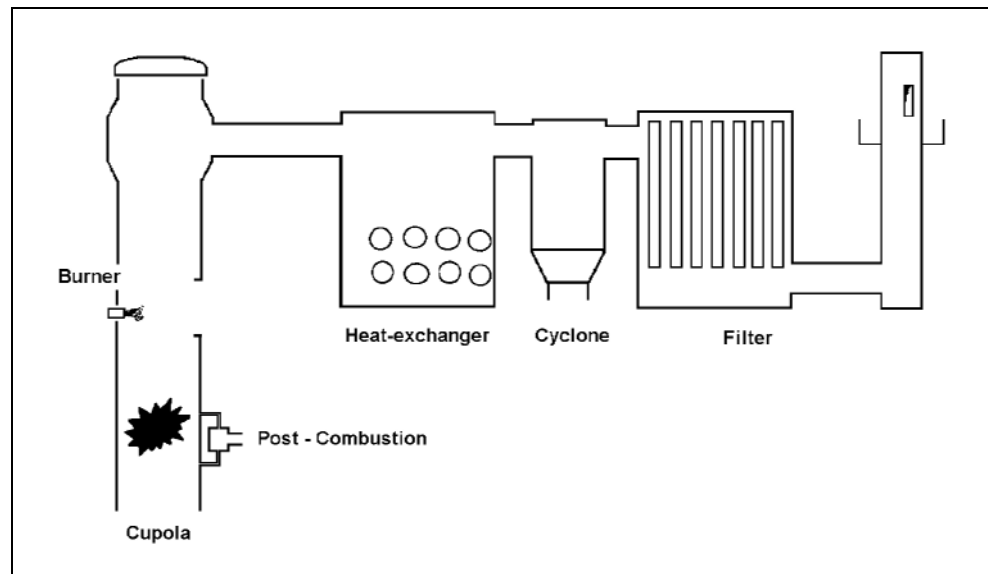 Burner
Heat-exchanger
Cyclone
Filter
Post - Combustion
Cupola